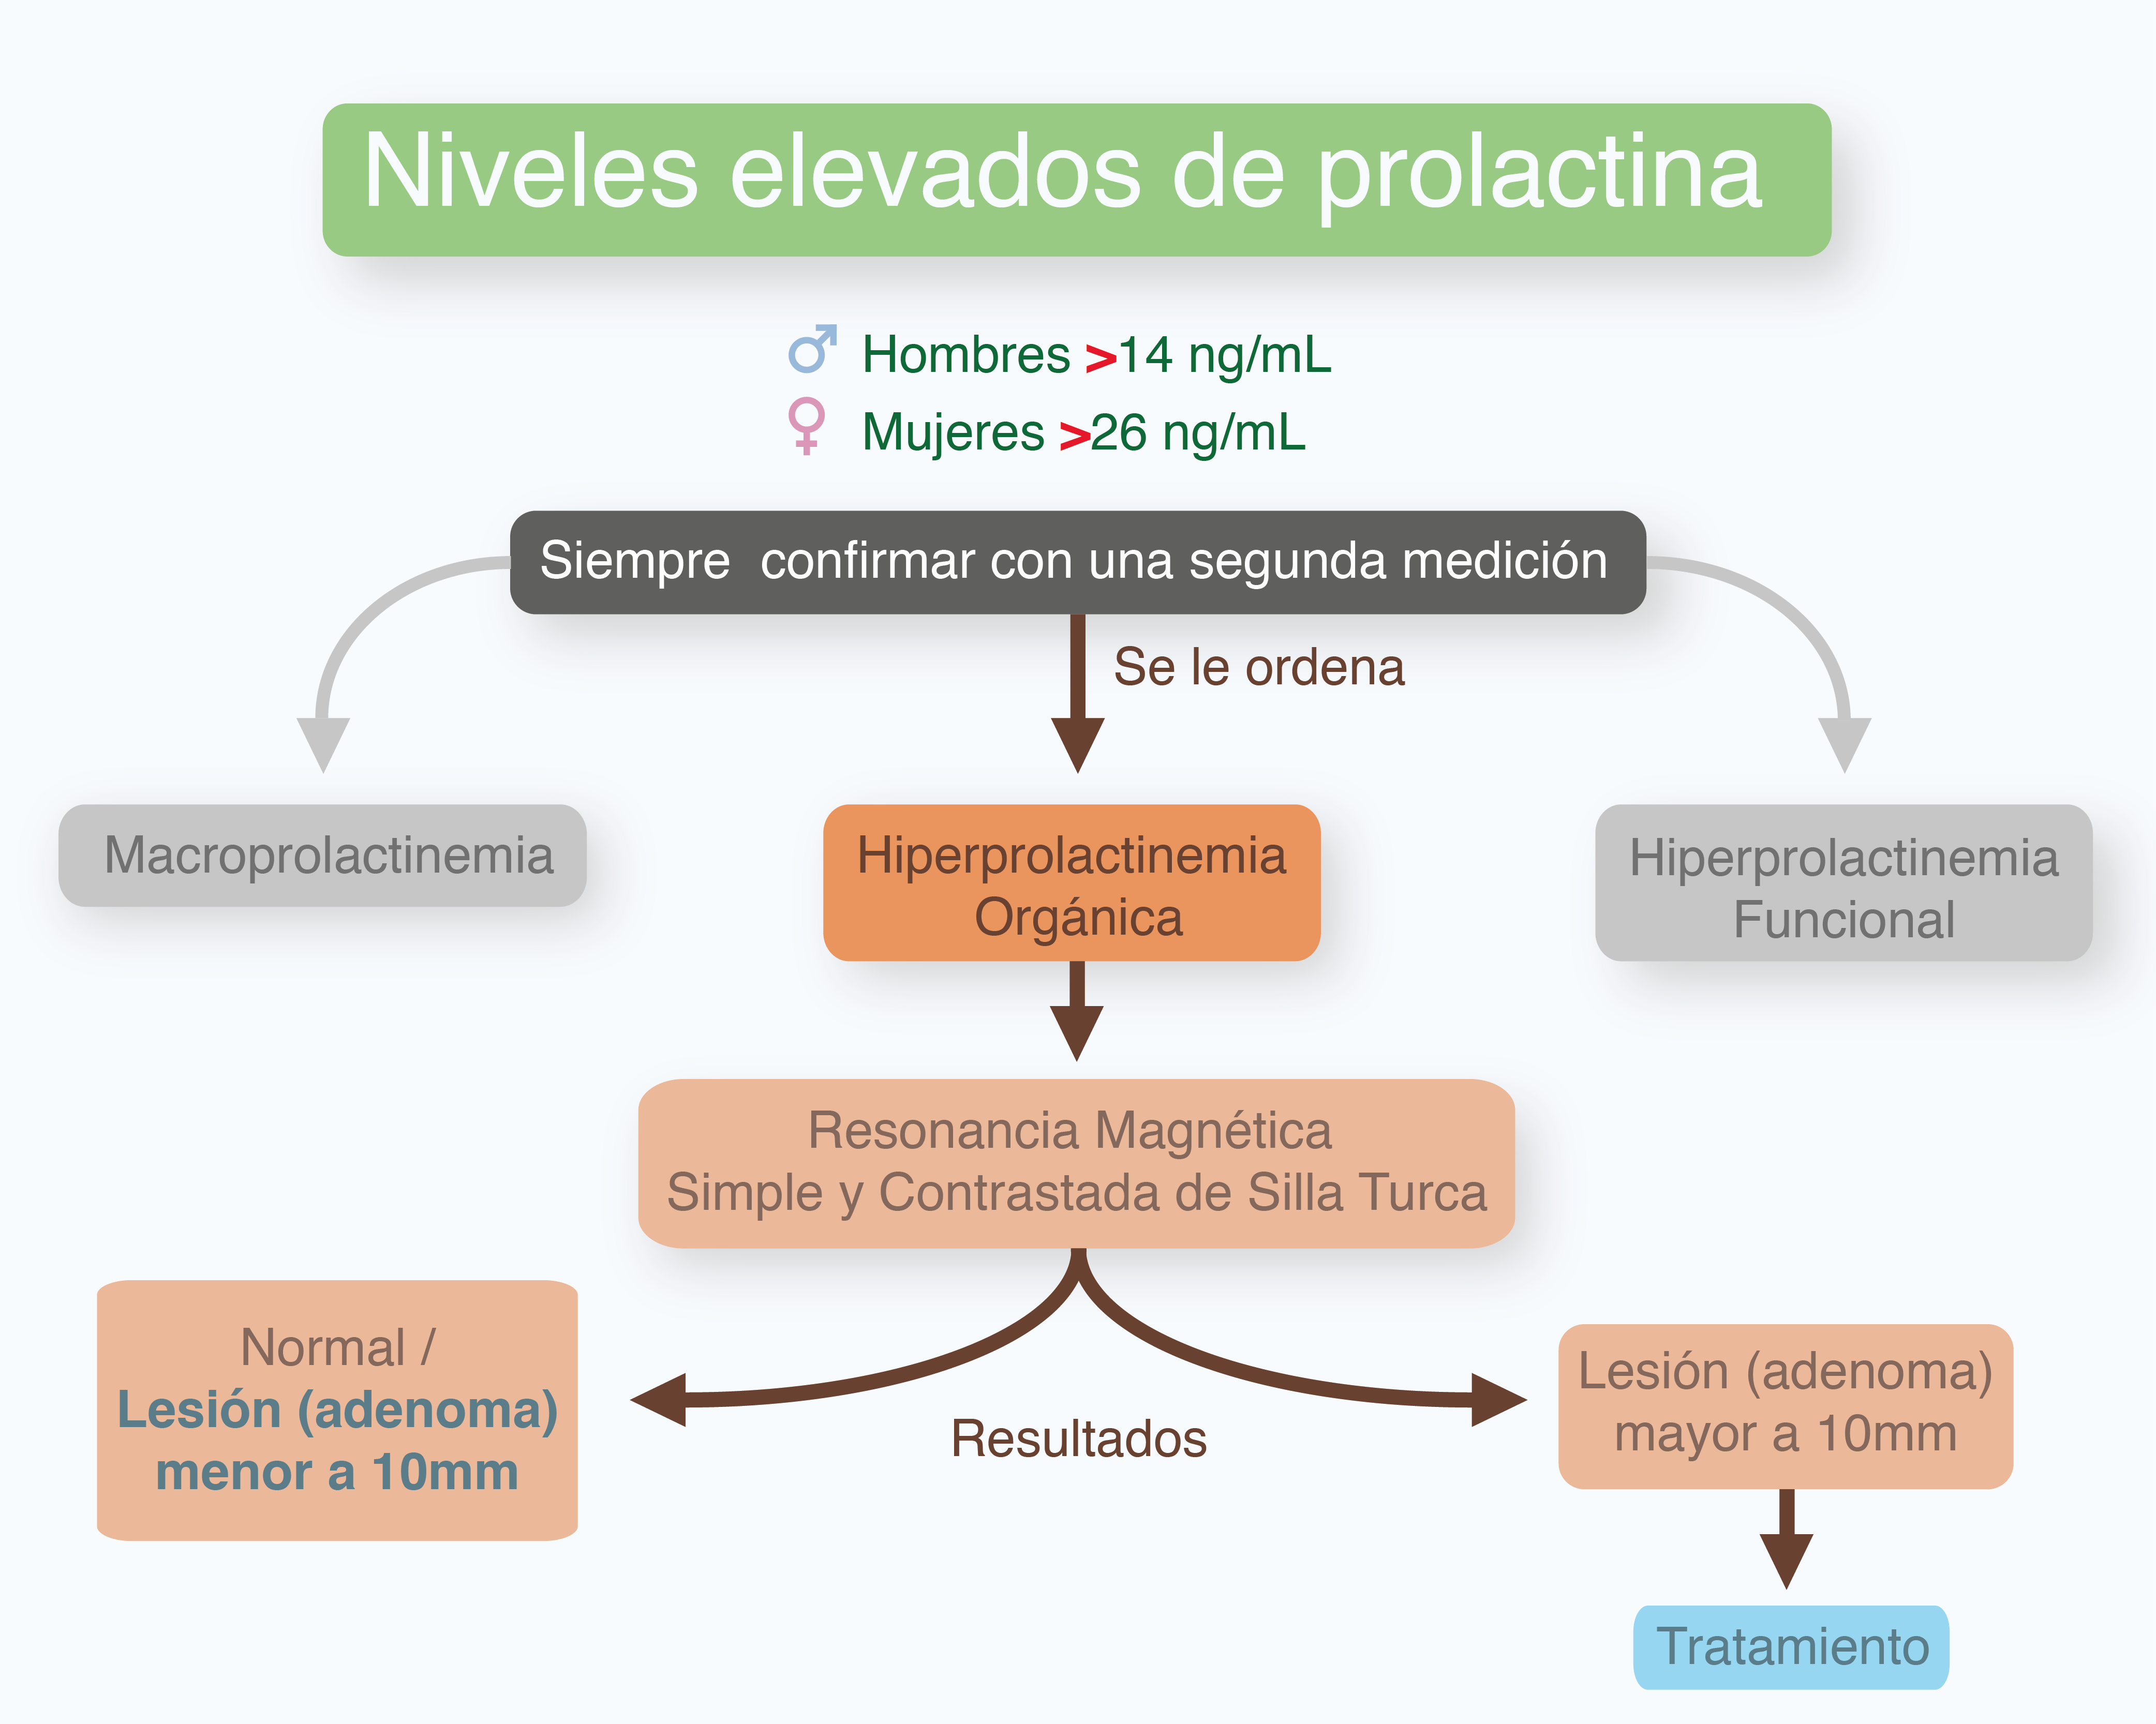 Niveles elevados de prolactina
♂ Hombres >14 ng/mL
♀ Mujeres >26 ng/mL
Siempre  confirmar con una segunda medición
Se le ordena
Macroprolactinemia
Hiperprolactinemia
Orgánica
Hiperprolactinemia
Funcional
Resonancia Magnética
Simple y Contrastada de Silla Turca
Normal /
Lesión (adenoma)
menor a 10mm
Resultados
Lesión (adenoma)
mayor a 10mm
Tratamiento